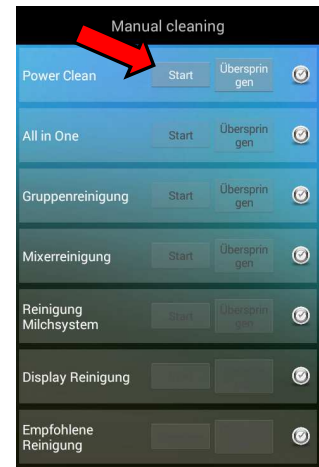 Manual cleaning
Power Clean
Start
Übersprin
gen
All in One
Start
Übersprin
gen
Gruppenreinigung
Start
Übersprin
gen
Mixerreinigung
Start
Übersprin
gen
Reinigung
Milchsystem
Start
Übersprin
gen
Display Reinigung
Empfohlene
Reinigung